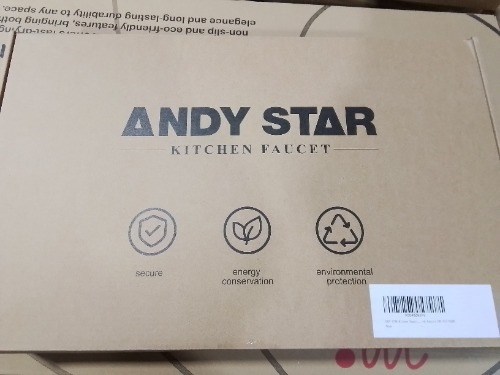 non-slip and eco-friendly features, bringing both
elegance and long-lasting durability to any space.
ANDY STAR
KITCHEN FAUCET
secure
energy
conservation
environmental
protection